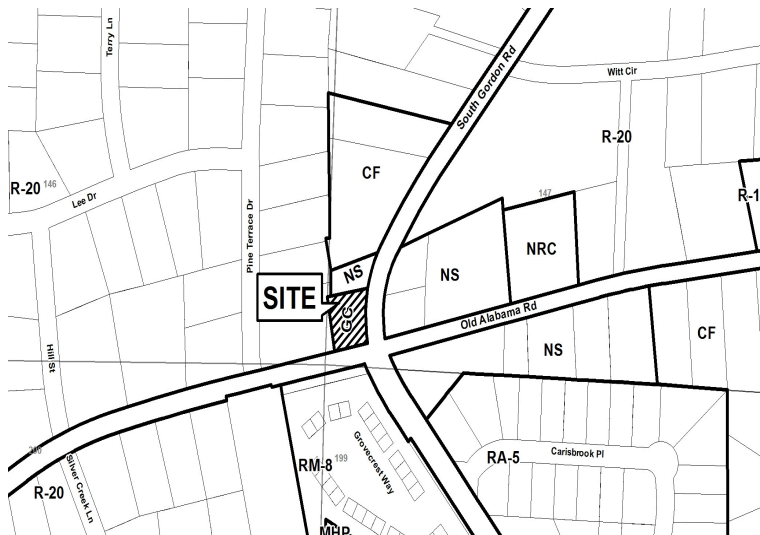 Terry Ln
South Gordon Rd
Witt Cir
R-20
CF
R-20 146
147
R-1
Lee Dr
Pine Terrace Dr
NS
NRC
NS
SITE
GC
Old Alabama Rd
CF
NS
Hill St
Grovecrest Way
Carisbrook Pl
RA-5
RM-8 199
R-20
Silver Creek Ln
MHP